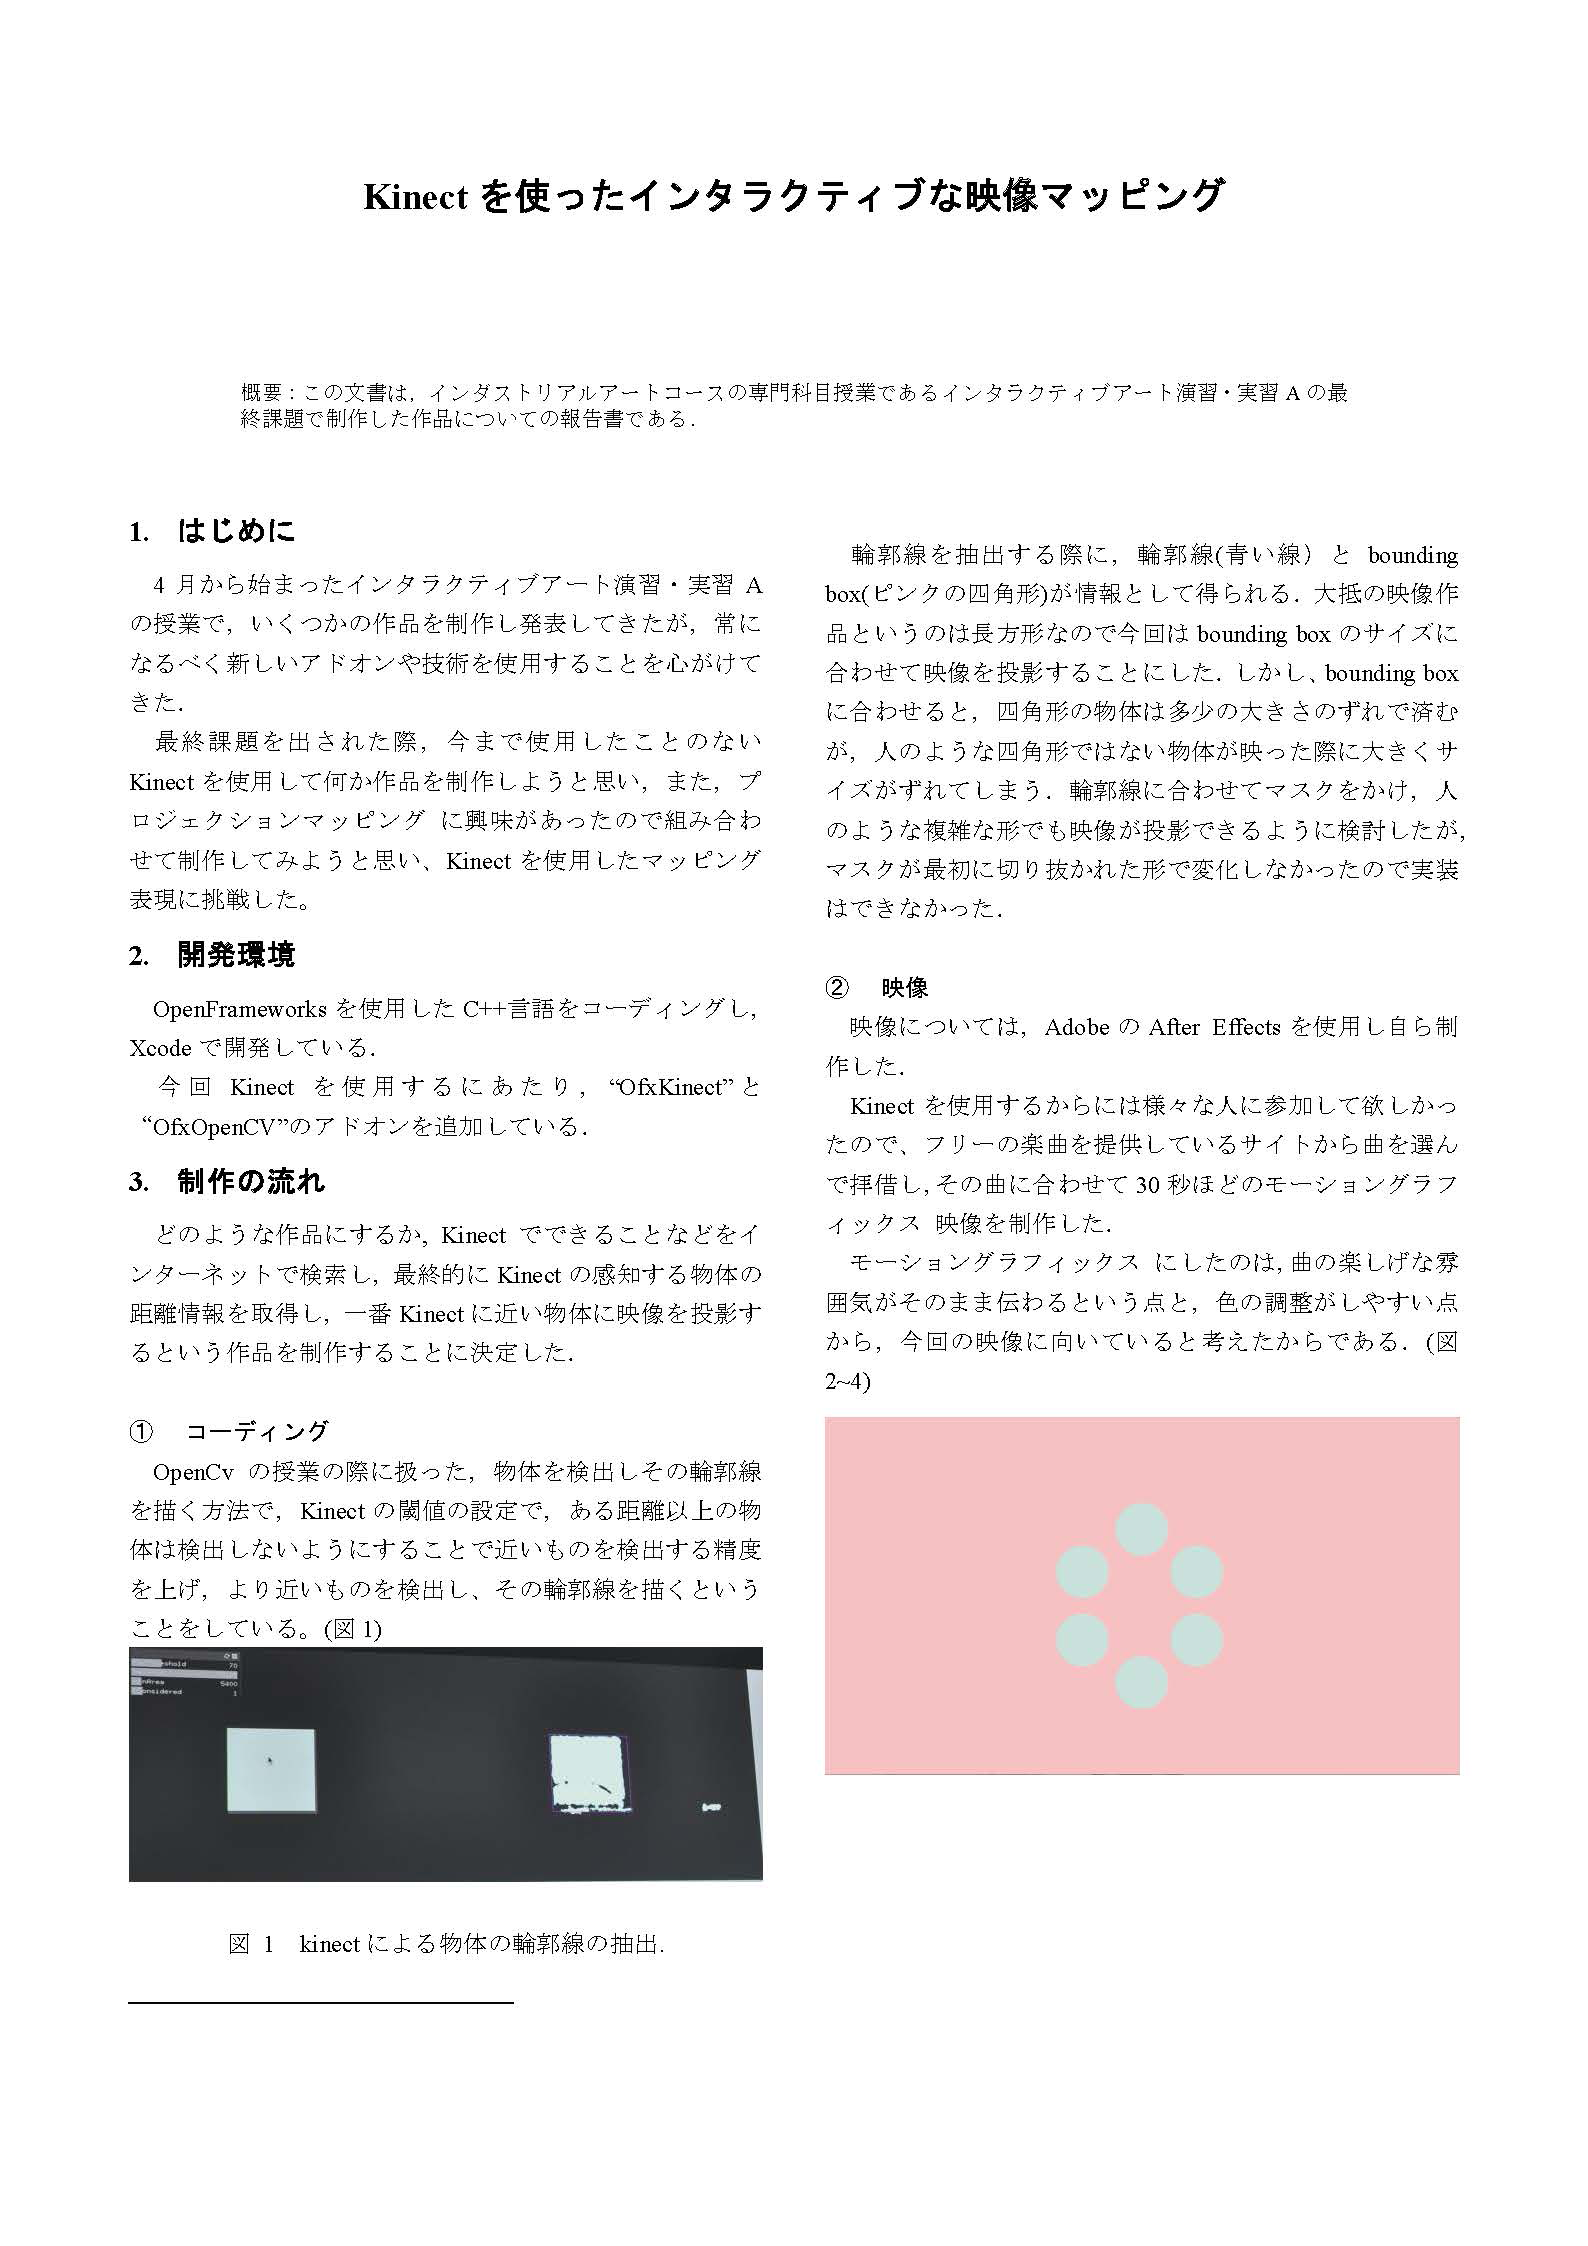 Kinect を使ったインタラクティブな映像マッピング
概要：この文書は，インダストリアルアートコースの専門科目授業であるインタラクティブアート演習・実習 A の最
終課題で制作した作品についての報告書である．
1. はじめに
4 月から始まったインタラクティブアート演習・実習 A
の授業で，いくつかの作品を制作し発表してきたが，常に
なるべく新しいアドオンや技術を使用することを心がけて
きた．
最終課題を出された際，今まで使用したことのない
Kinect を使用して何か作品を制作しようと思い，また，プ
ロジェクションマッピング に興味があったので組み合わ
せて制作してみようと思い、Kinect を使用したマッピング
表現に挑戦した。
2. 開発環境
OpenFrameworks を使用した C++言語をコーディングし，
Xcode で開発している．
今回 Kinect を使用するにあたり，“OfxKinect”と
“OfxOpenCV”のアドオンを追加している．
3. 制作の流れ
どのような作品にするか, Kinect でできることなどをイ
ンターネットで検索し，最終的に Kinect の感知する物体の
距離情報を取得し，一番 Kinect に近い物体に映像を投影す
るという作品を制作することに決定した．
① コーディング
OpenCv の授業の際に扱った，物体を検出しその輪郭線
を描く方法で，Kinect の閾値の設定で，ある距離以上の物
体は検出しないようにすることで近いものを検出する精度
を上げ，より近いものを検出し、その輪郭線を描くという
ことをしている。(図 1)
70
5400
1
図 1 kinect による物体の輪郭線の抽出.
輪郭線を抽出する際に，輪郭線(青い線）と bounding
box(ピンクの四角形)が情報として得られる．大抵の映像作
品というのは長方形なので今回は bounding box のサイズに
合わせて映像を投影することにした．しかし、bounding box
に合わせると，四角形の物体は多少の大きさのずれで済む
が，人のような四角形ではない物体が映った際に大きくサ
イズがずれてしまう．輪郭線に合わせてマスクをかけ，人
のような複雑な形でも映像が投影できるように検討したが，
マスクが最初に切り抜かれた形で変化しなかったので実装
はできなかった．
② 映像
映像については，Adobe の After Effects を使用し自ら制
作した．
Kinect を使用するからには様々な人に参加して欲しかっ
たので、フリーの楽曲を提供しているサイトから曲を選ん
で拝借し, その曲に合わせて 30 秒ほどのモーショングラフ
ィックス 映像を制作した．
モーショングラフィックス にしたのは, 曲の楽しげな雰
囲気がそのまま伝わるという点と，色の調整がしやすい点
から，今回の映像に向いていると考えたからである．(図
2~4)